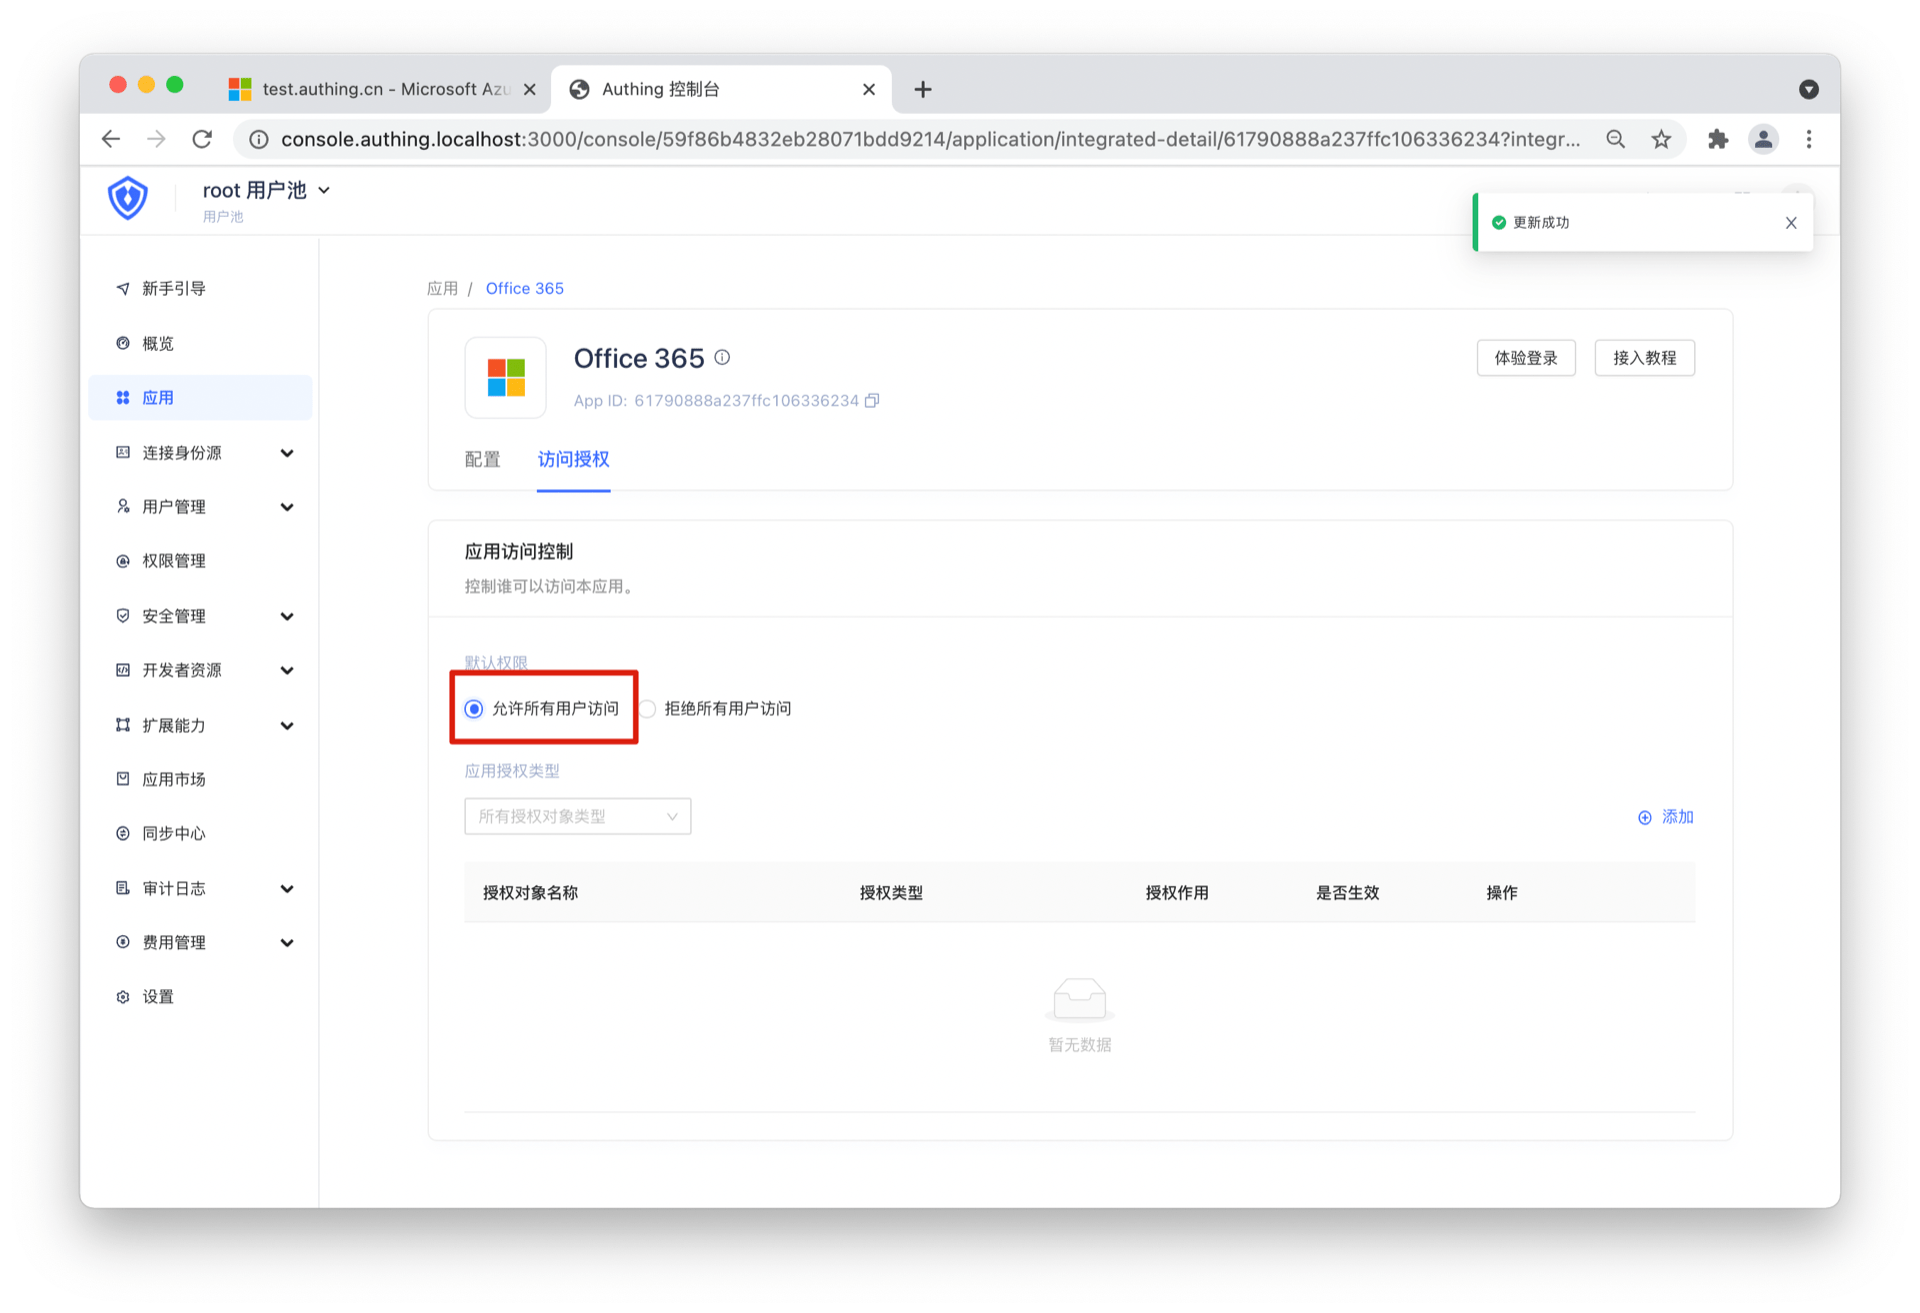 test.authing.cn - Microsoft Azu
Authing 控制台
console.authing.localhost:3000/console/59f86b4832eb28071bdd9214/application/integrated-detail/61790888a237ffc106336234?integr...
root 用户池
用户池
更新成功
新手引导
概览
应用
连接身份源
用户管理
权限管理
安全管理
开发者资源
扩展能力
应用市场
同步中心
审计日志
费用管理
设置
应用 / Office 365
Office 365
App ID: 61790888a237ffc106336234
体验登录
接入教程
配置
访问授权
应用访问控制
控制谁可以访问本应用。
默认权限
允许所有用户访问
拒绝所有用户访问
应用授权类型
所有授权对象类型
添加
授权对象名称 授权类型 授权作用 是否生效 操作
暂无数据